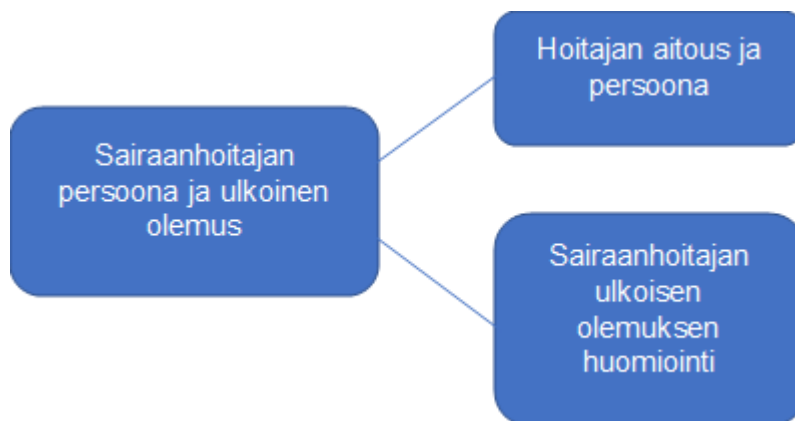 Sairaanhoitajan
persoona ja ulkoinen
olemus
Hoitajan aitous ja
persoona
Sairaanhoitajan
ulkoisen
olemuksen
huomiointi